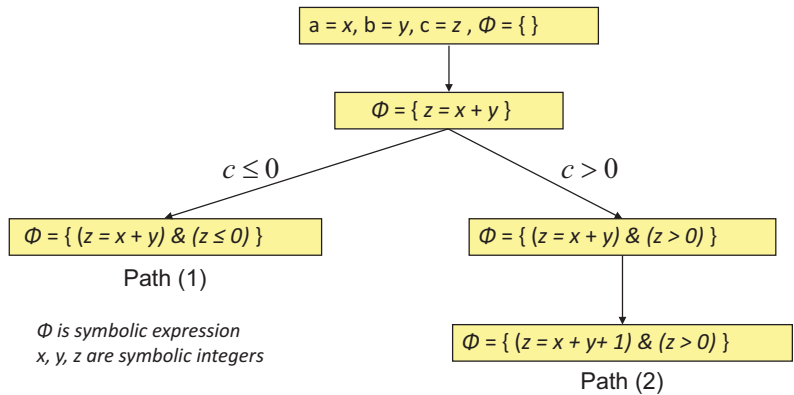 a = x, b = y, c = z , Φ = { }
Φ = { z = x + y }
c ≤ 0
c > 0
Φ = { (z = x + y) & (z ≤ 0) }
Φ = { (z = x + y) & (z > 0) }
Path (1)
Φ is symbolic expression
x, y, z are symbolic integers
Φ = { (z = x + y+ 1) & (z > 0) }
Path (2)